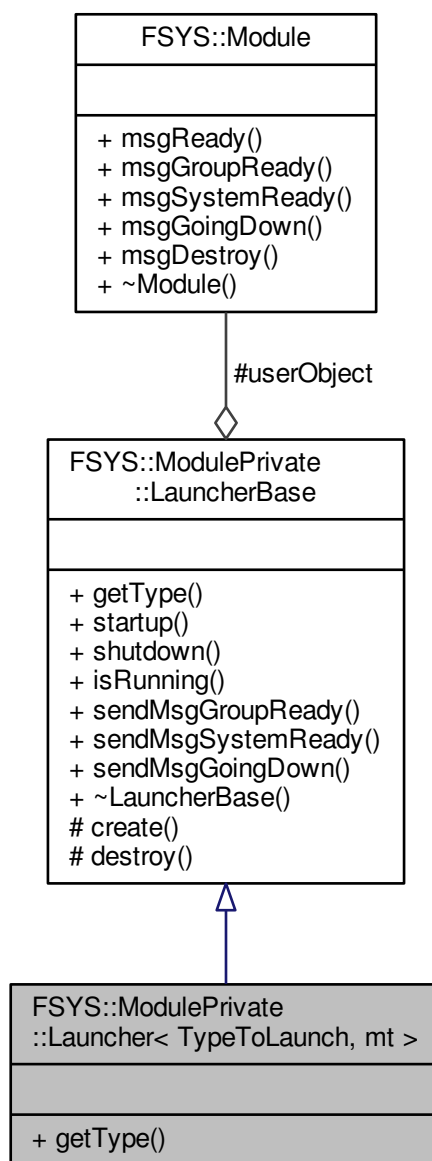 FSYS::Module
+ msgReady()
+ msgGroupReady()
+ msgSystemReady()
+ msgGoingDown()
+ msgDestroy()
+ ~Module()
#userObject
FSYS::ModulePrivate
::LauncherBase
+ getType()
+ startup()
+ shutdown()
+ isRunning()
+ sendMsgGroupReady()
+ sendMsgSystemReady()
+ sendMsgGoingDown()
+ ~LauncherBase()
# create()
# destroy()
FSYS::ModulePrivate
::Launcher< TypeToLaunch, mt >
+ getType()